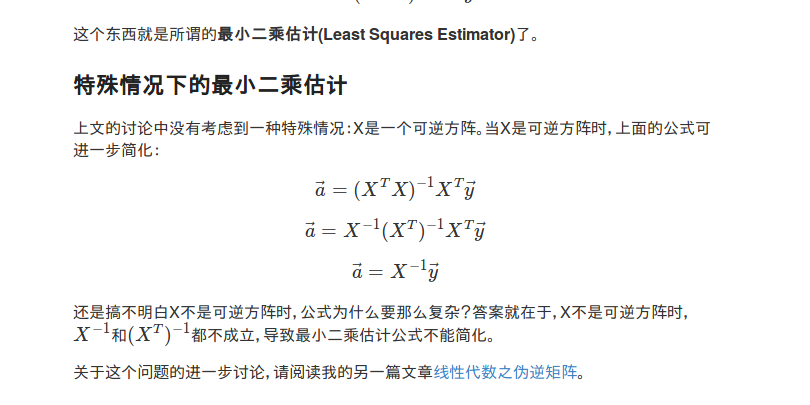 这个东西就是所谓的最小二乘估计(Least Squares Estimator)了。
特殊情况下的最小二乘估计
上文的讨论中没有考虑到一种特殊情况：X是一个可逆方阵。当X是可逆方阵时，上面的公式可
进一步简化：
$\vec{a} = (X^T X)^{-1} X^T \vec{y}$
$\vec{a} = X^{-1} (X^T)^{-1} X^T \vec{y}$
$\vec{a} = X^{-1} \vec{y}$
还是搞不明白X不是可逆方阵时，公式为什么要那么复杂？答案就在于，X不是可逆方阵时，
$X^{-1}$和$(X^T)^{-1}$都不成立，导致最小二乘估计公式不能简化。
关于这个问题的进一步讨论，请阅读我的另一篇文章线性代数之伪逆矩阵。